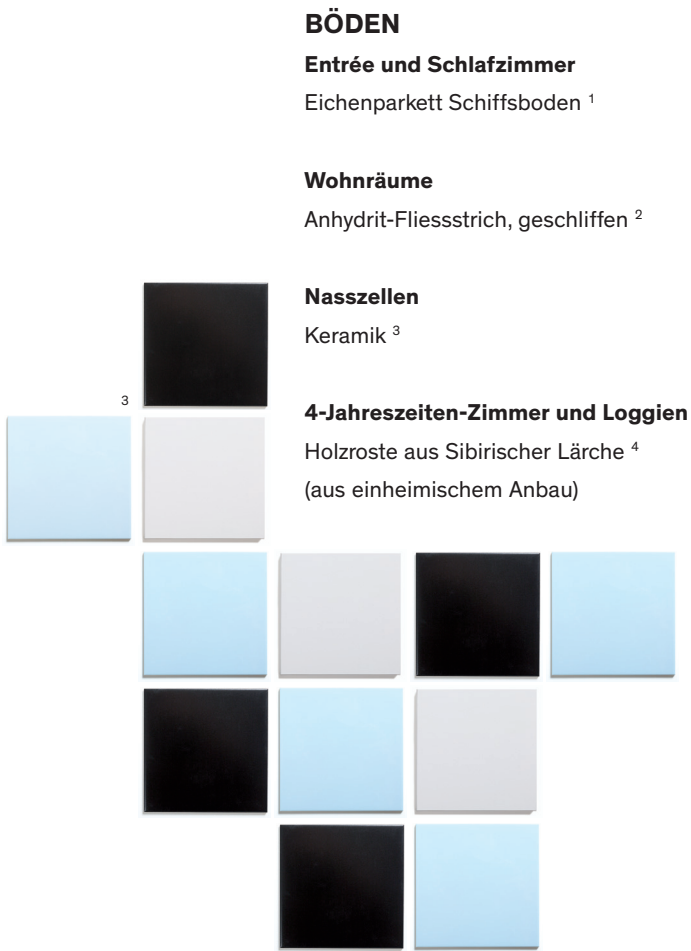 BÖDEN
Entrée und Schlafzimmer
Eichenparkett Schiffsboden ¹
Wohnräume
Anhydrit-Fliessstrich, geschliffen ²
Nasszellen
Keramik ³
3
4-Jahreszeiten-Zimmer und Loggien
Holzroste aus Sibirischer Lärche ⁴
(aus einheimischem Anbau)